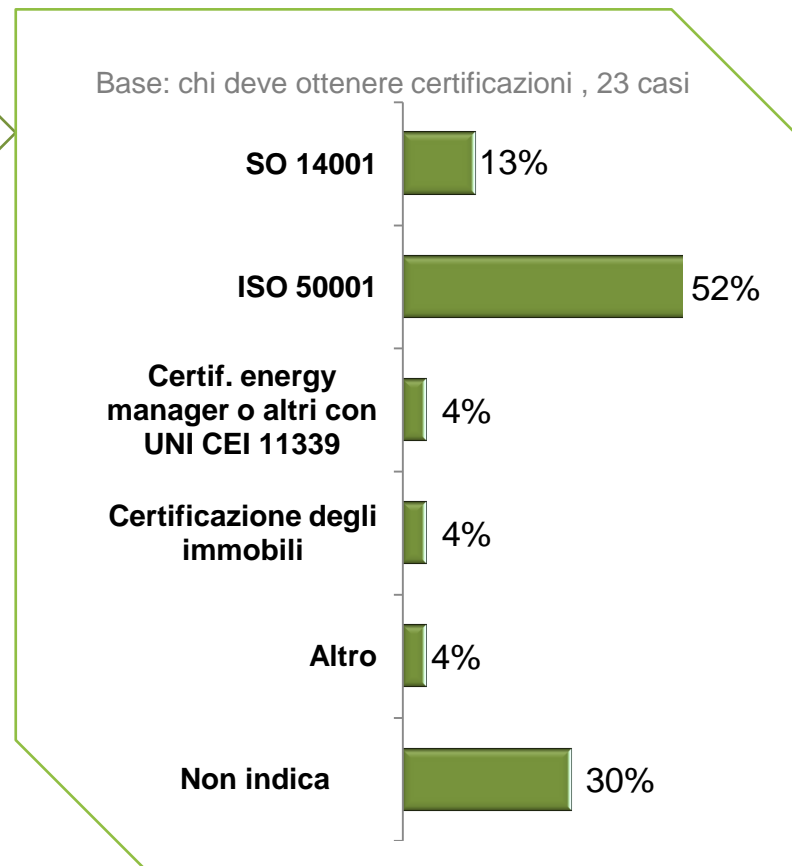 Base: chi deve ottenere certificazioni , 23 casi
SO 14001
13%
ISO 50001
52%
Certif. energy
manager o altri con
UNI CEI 11339
4%
Certificazione degli
immobili
4%
Altro
4%
Non indica
30%